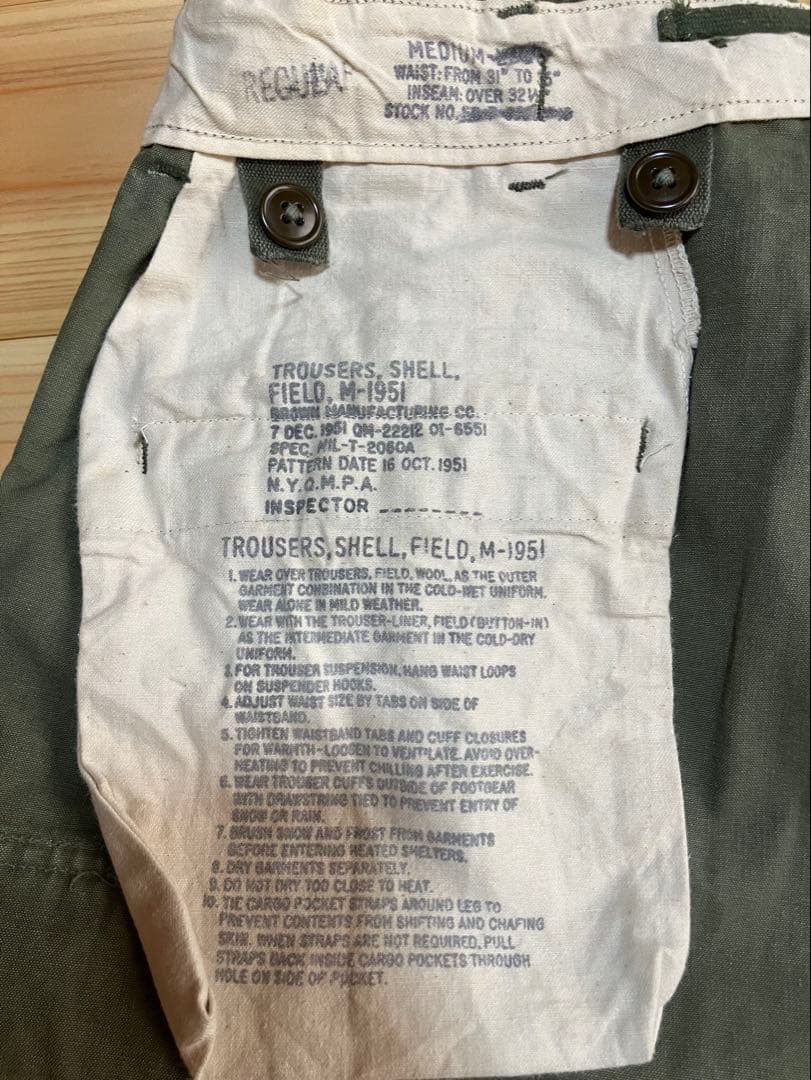 REGULAR
MEDIUM
WAIST: FROM 31" TO
INSEAM: OVER 32½
STOCK NO.
TROUSERS, SHELL,
FIELD, M-1951
BROWN MANUFACTURING CO.
7 DEC. 1951 QM-22212 OI-6551
SPEC. MIL-T-2060A
PATTERN DATE 16 OCT. 1951
N.Y.Q.M.P.A.
INSPECTOR _ _ _ _ _ _ _ _
TROUSERS, SHELL, FIELD, M-1951
1. WEAR OVER TROUSERS, FIELD, WOOL, AS THE OUTER
GARMENT COMBINATION IN THE COLD-WET UNIFORM.
WEAR ALONE IN MILD WEATHER.
2. WEAR WITH THE TROUSER-LINER, FIELD (BUTTON-IN)
AS THE INTERMEDIATE GARMENT IN THE COLD-DRY
UNIFORM.
3. FOR TROUSER SUSPENSION, HANG WAIST LOOPS
ON SUSPENDER HOOKS.
4. ADJUST WAIST SIZE BY TABS ON SIDE OF
WAISTBAND.
5. TIGHTEN WAISTBAND TABS AND CUFF CLOSURES
FOR WARMTH-LOOSEN TO VENTILATE. AVOID OVER-
HEATING TO PREVENT CHILLING AFTER EXERCISE.
6. WEAR TROUSER CUFFS OUTSIDE OF FOOTGEAR
WITH DRAWSTRING TIED TO PREVENT ENTRY OF
SNOW OR RAIN.
7. BRUSH SNOW AND FROST FROM GARMENTS
BEFORE ENTERING HEATED SHELTERS.
8. DRY GARMENTS SEPARATELY.
9. DO NOT DRY TOO CLOSE TO HEAT.
10. TIE CARGO POCKET STRAPS AROUND LEG TO
PREVENT CONTENTS FROM SHIFTING AND CHAFING
SKIN. WHEN STRAPS ARE NOT REQUIRED, PULL
STRAPS BACK INSIDE CARGO POCKETS THROUGH
HOLE ON SIDE OF POCKET.